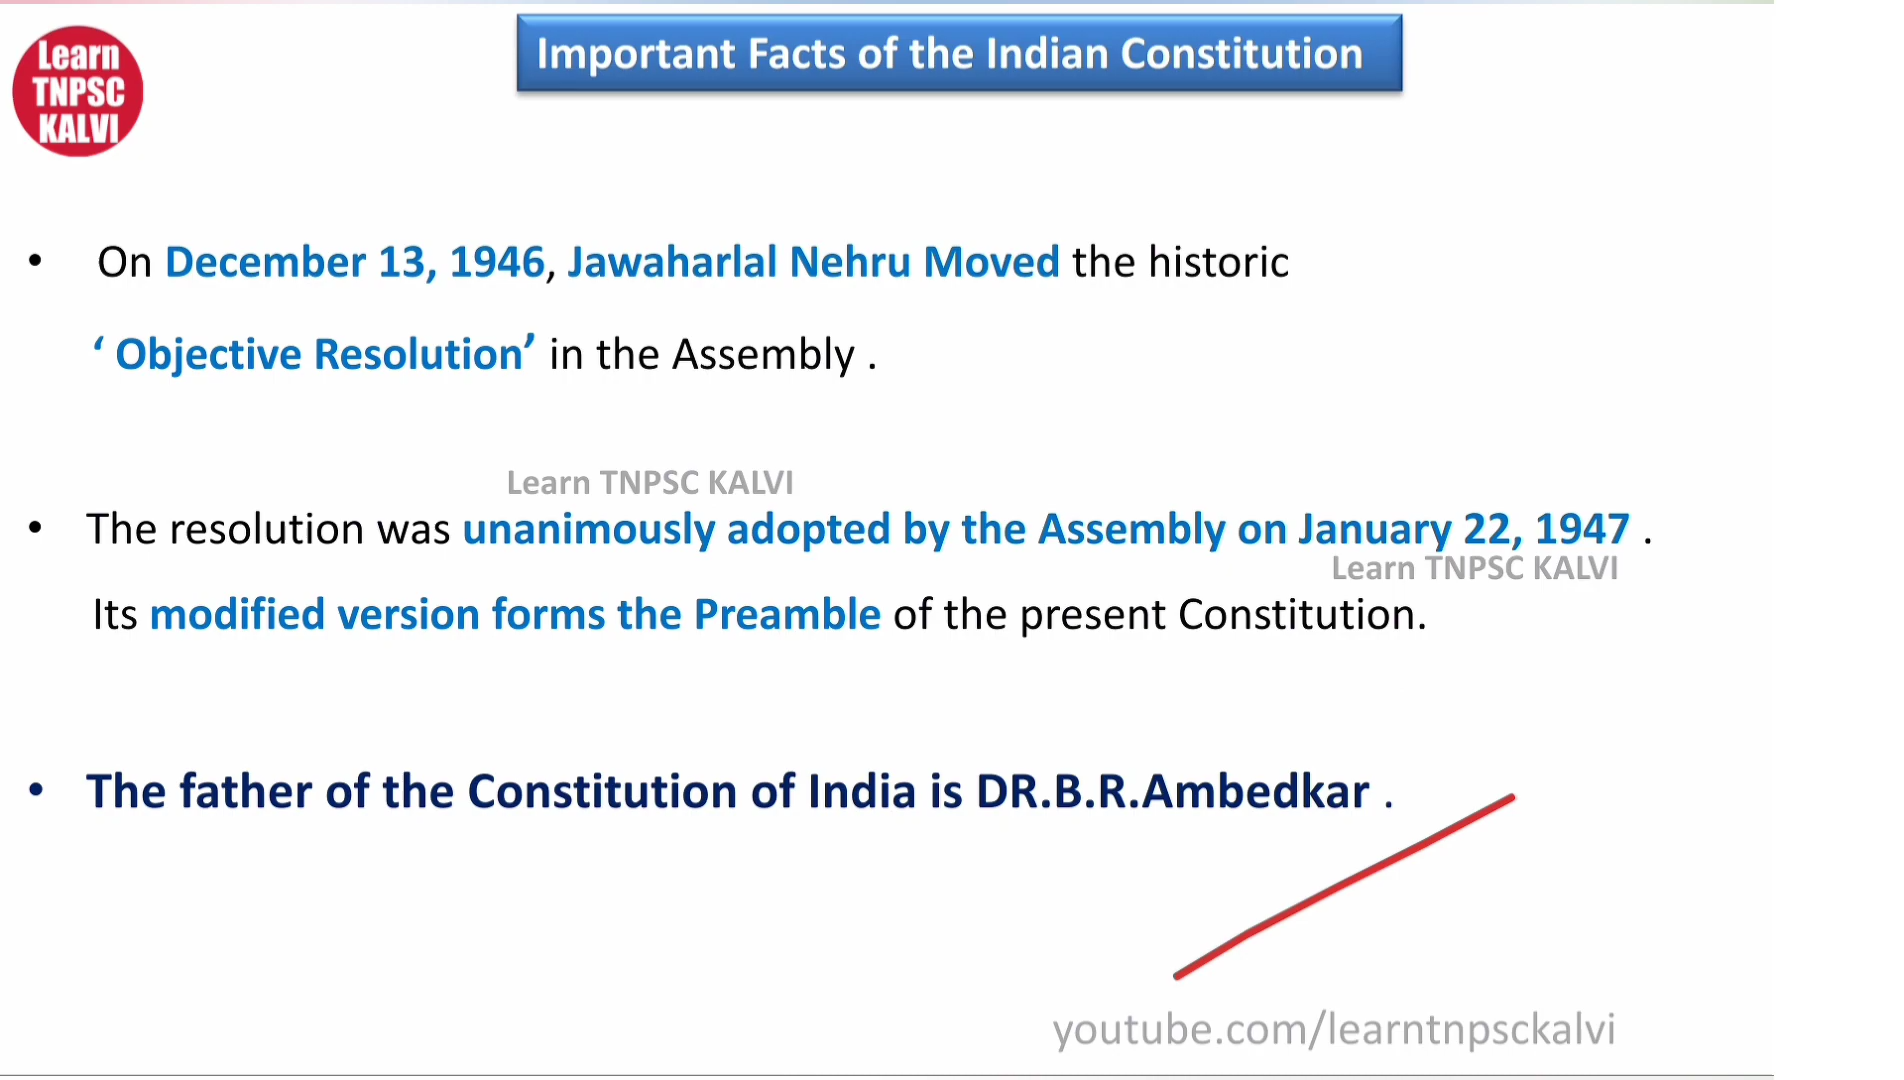 Learn
TNPSC
KALVI
Important Facts of the Indian Constitution
• On December 13, 1946, Jawaharlal Nehru Moved the historic
‘ Objective Resolution’ in the Assembly .
Learn TNPSC KALVI
• The resolution was unanimously adopted by the Assembly on January 22, 1947 .
Learn TNPSC KALVI
Its modified version forms the Preamble of the present Constitution.
• The father of the Constitution of India is DR.B.R.Ambedkar .
youtube.com/learntnpsckalvi